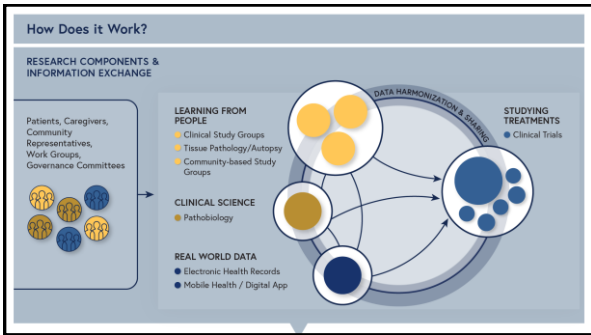 How Does it Work?
RESEARCH COMPONENTS &
INFORMATION EXCHANGE
Patients, Caregivers,
Community
Representatives,
Work Groups,
Governance Committees
LEARNING FROM
PEOPLE
Clinical Study Groups
Tissue Pathology/Autopsy
Community-based Study
Groups
CLINICAL SCIENCE
Pathobiology
REAL WORLD DATA
Electronic Health Records
Mobile Health / Digital App
DATA HARMONIZATION & SHARING
STUDYING
TREATMENTS
Clinical Trials